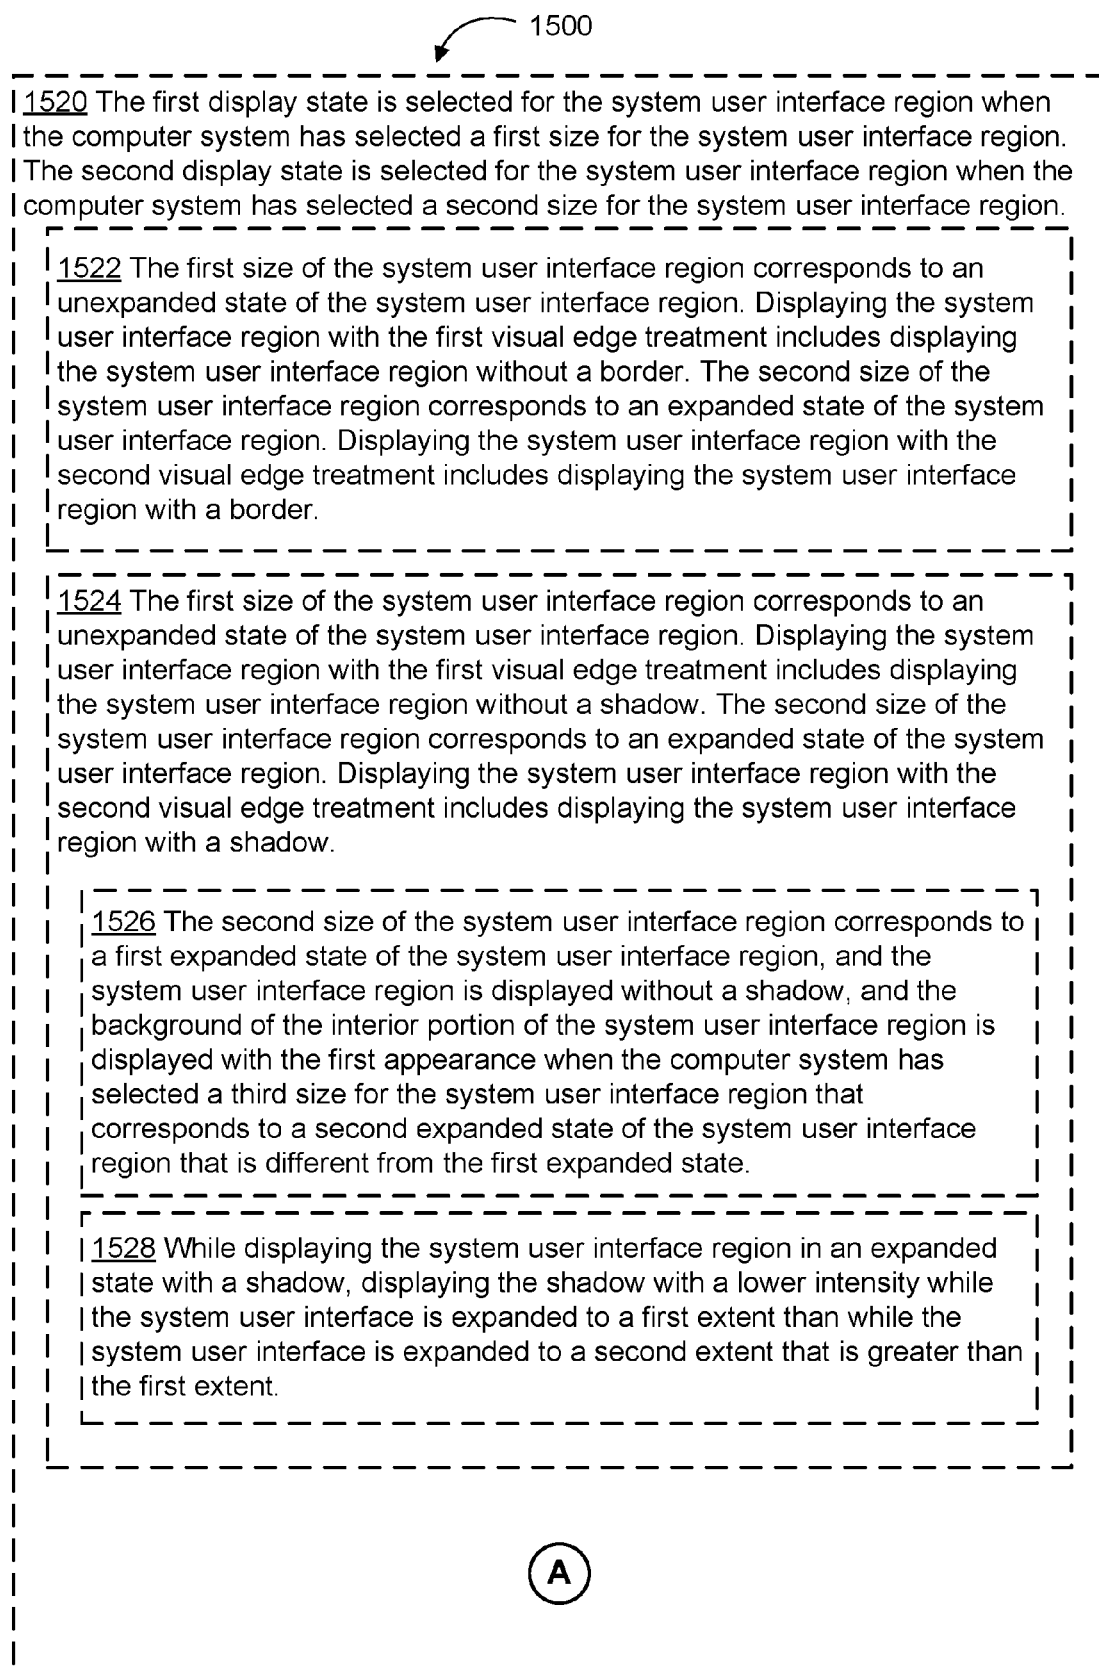 1500
1520 The first display state is selected for the system user interface region when
the computer system has selected a first size for the system user interface region.
The second display state is selected for the system user interface region when the
computer system has selected a second size for the system user interface region.
1522 The first size of the system user interface region corresponds to an
unexpanded state of the system user interface region. Displaying the system
user interface region with the first visual edge treatment includes displaying
the system user interface region without a border. The second size of the
system user interface region corresponds to an expanded state of the system
user interface region. Displaying the system user interface region with the
second visual edge treatment includes displaying the system user interface
region with a border.
1524 The first size of the system user interface region corresponds to an
unexpanded state of the system user interface region. Displaying the system
user interface region with the first visual edge treatment includes displaying
the system user interface region without a shadow. The second size of the
system user interface region corresponds to an expanded state of the system
user interface region. Displaying the system user interface region with the
second visual edge treatment includes displaying the system user interface
region with a shadow.
1526 The second size of the system user interface region corresponds to
a first expanded state of the system user interface region, and the
system user interface region is displayed without a shadow, and the
background of the interior portion of the system user interface region is
displayed with the first appearance when the computer system has
selected a third size for the system user interface region that
corresponds to a second expanded state of the system user interface
region that is different from the first expanded state.
1528 While displaying the system user interface region in an expanded
state with a shadow, displaying the shadow with a lower intensity while
the system user interface is expanded to a first extent than while the
system user interface is expanded to a second extent that is greater than
the first extent.
A